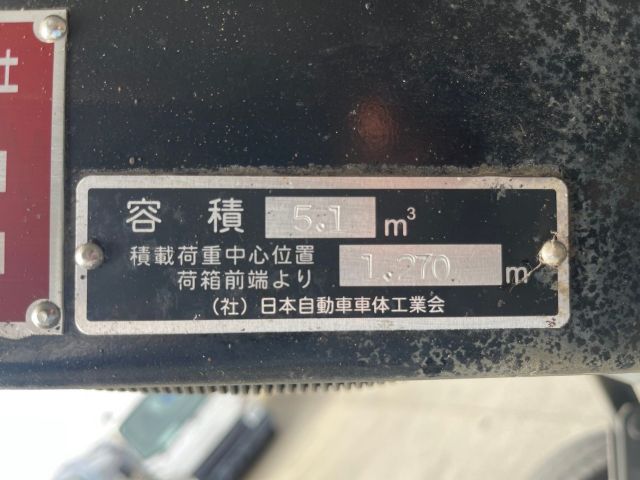 社
容積 5.1 m³
積載荷重中心位置
荷箱前端より 1.270 m
(社)日本自動車車体工業会